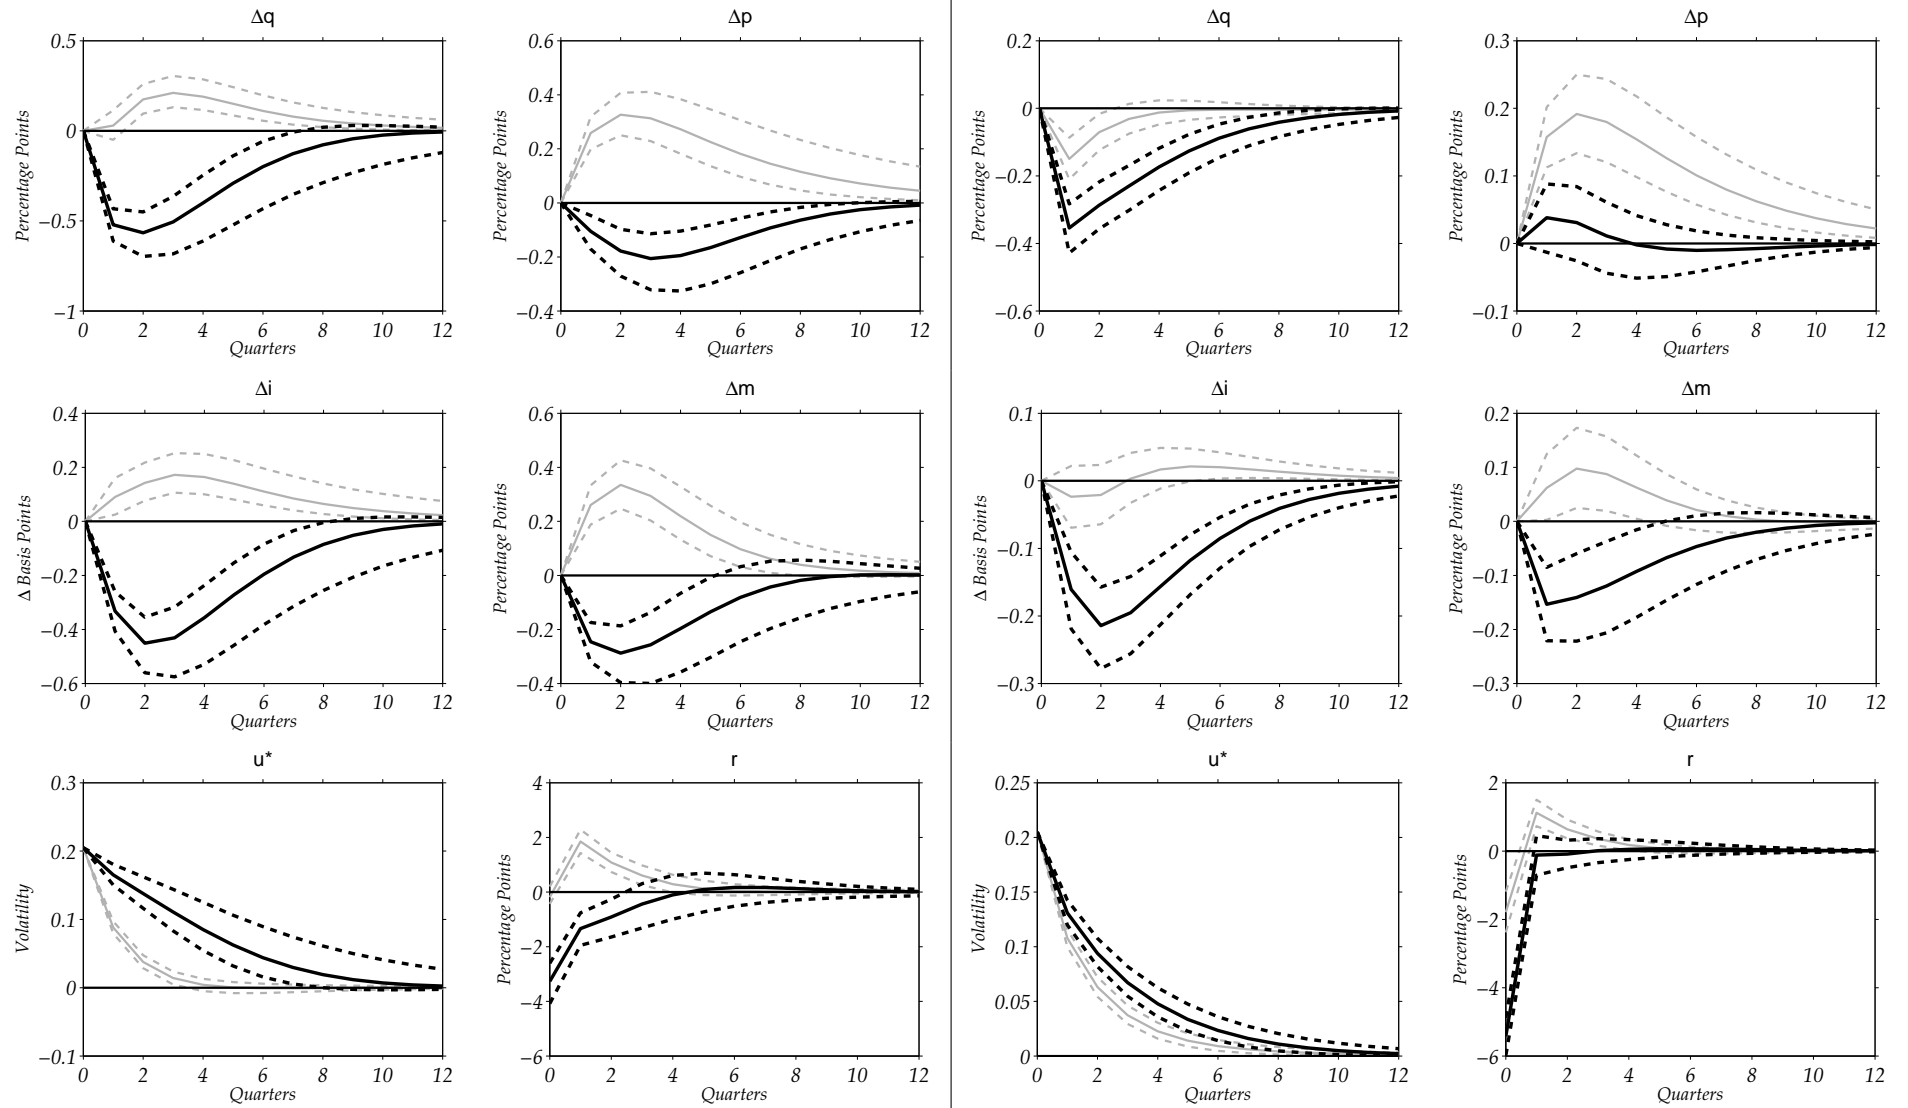 Δq Δp Δq Δp
0.5 0.6 0.2 0.3
0.4 0 0.2
0 0.2 −0.2 0.1
−0.5 0 −0.4 0
−0.2
−1 −0.4 −0.6 −0.1
Percentage Points Percentage Points Percentage Points Percentage Points
0 2 4 6 8 10 12 0 2 4 6 8 10 12 0 2 4 6 8 10 12 0 2 4 6 8 10 12
Quarters Quarters Quarters Quarters
Δi Δm Δi Δm
0.4 0.6 0.1 0.2
0.2 0.4 0 0.1
0 0.2 0
−0.2 0 −0.1 −0.1
−0.4 −0.2 −0.2 −0.2
−0.6 −0.4 −0.3 −0.3
Δ Basis Points Percentage Points Δ Basis Points Percentage Points
0 2 4 6 8 10 12 0 2 4 6 8 10 12 0 2 4 6 8 10 12 0 2 4 6 8 10 12
Quarters Quarters Quarters Quarters
u* r u* r
0.3 4 0.25 2
0.2 2 0.2 0
0 0.15
0.1 −2 0.1 −2
0 −4 0.05 −4
−0.1 −6 0 −6
Volatility Percentage Points Volatility Percentage Points
0 2 4 6 8 10 12 0 2 4 6 8 10 12 0 2 4 6 8 10 12 0 2 4 6 8 10 12
Quarters Quarters Quarters Quarters